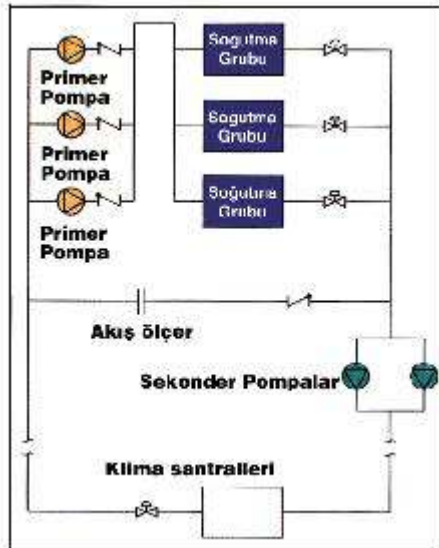 Soğutma
Grubu
Primer
Pompa
Soğutma
Grubu
Primer
Pompa
Soğutma
Grubu
Primer
Pompa
Akış ölçer
Sekonder Pompalar
Klima santralleri